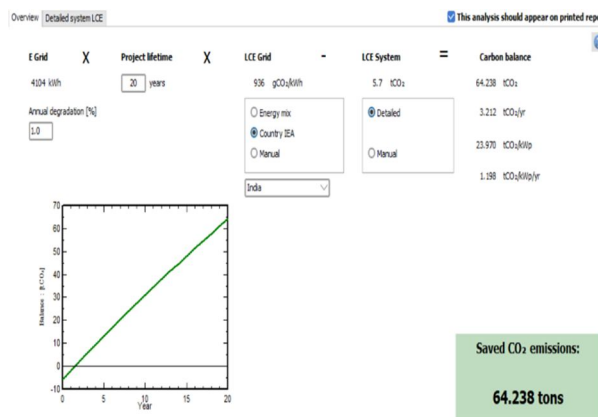 Overview Detailed system LCE
This analysis should appear on printed repo
E Grid X Project lifetime X LCE Grid - LCE System = Carbon balance
4104 kWh 20 years 936 gCO₂/kWh 5.7 tCO₂ 64.238 tCO₂
Annual degradation [%]
1.0
Energy mix
Country IEA
Manual
India
Detailed
Manual
3.212 tCO₂/yr
23.970 tCO₂/kWp
1.198 tCO₂/kWp/yr
70
60
50
40
30
20
10
0
-10
Balance : [tCO₂]
0 5 10 15 20
Year
Saved CO₂ emissions:
64.238 tons